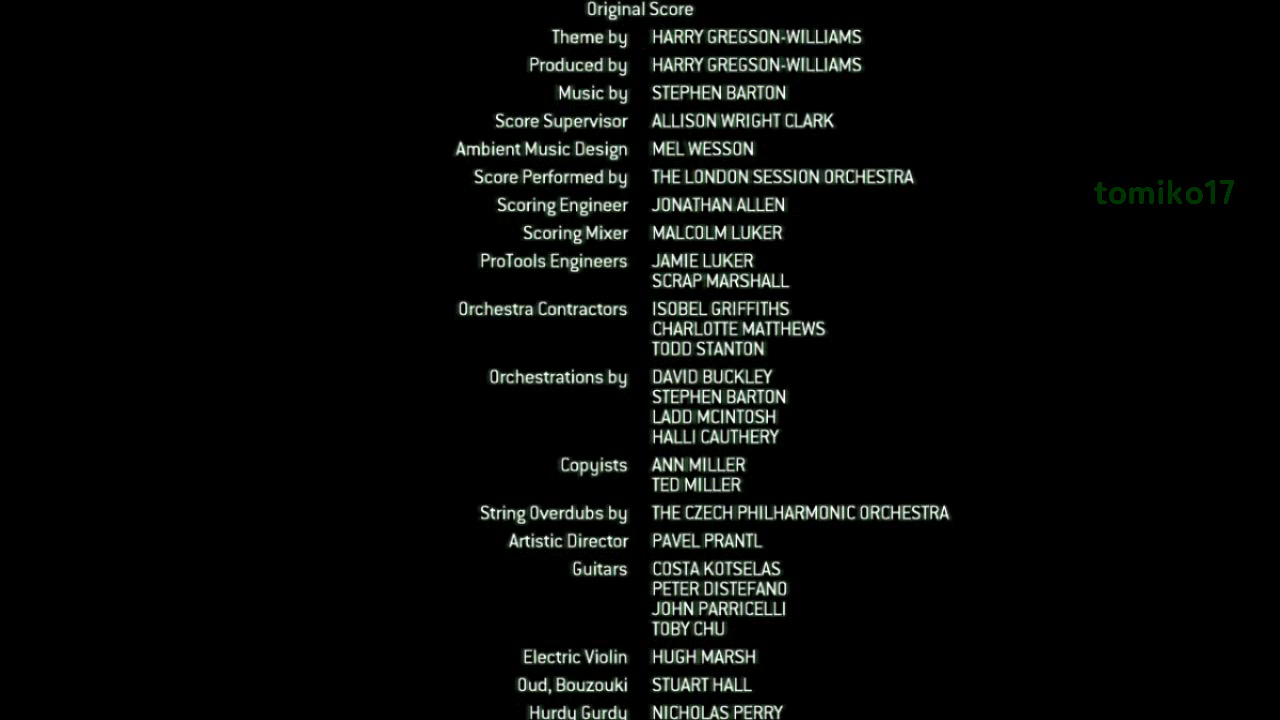 Original Score
Theme by HARRY GREGSON-WILLIAMS
Produced by HARRY GREGSON-WILLIAMS
Music by STEPHEN BARTON
Score Supervisor ALLISON WRIGHT CLARK
Ambient Music Design MEL WESSON
Score Performed by THE LONDON SESSION ORCHESTRA
Scoring Engineer JONATHAN ALLEN
Scoring Mixer MALCOLM LUKER
ProTools Engineers JAMIE LUKER
SCRAP MARSHALL
Orchestra Contractors ISOBEL GRIFFITHS
CHARLOTTE MATTHEWS
TODD STANTON
Orchestrations by DAVID BUCKLEY
STEPHEN BARTON
LADD MCINTOSH
HALLI CAUTHERY
Copyists ANN MILLER
TED MILLER
String Overdubs by THE CZECH PHILHARMONIC ORCHESTRA
Artistic Director PAVEL PRANTL
Guitars COSTA KOTSELAS
PETER DISTEFANO
JOHN PARRICELLI
TOBY CHU
Electric Violin HUGH MARSH
Oud, Bouzouki STUART HALL
Hurdy Gurdy NICHOLAS PERRY
tomiko17